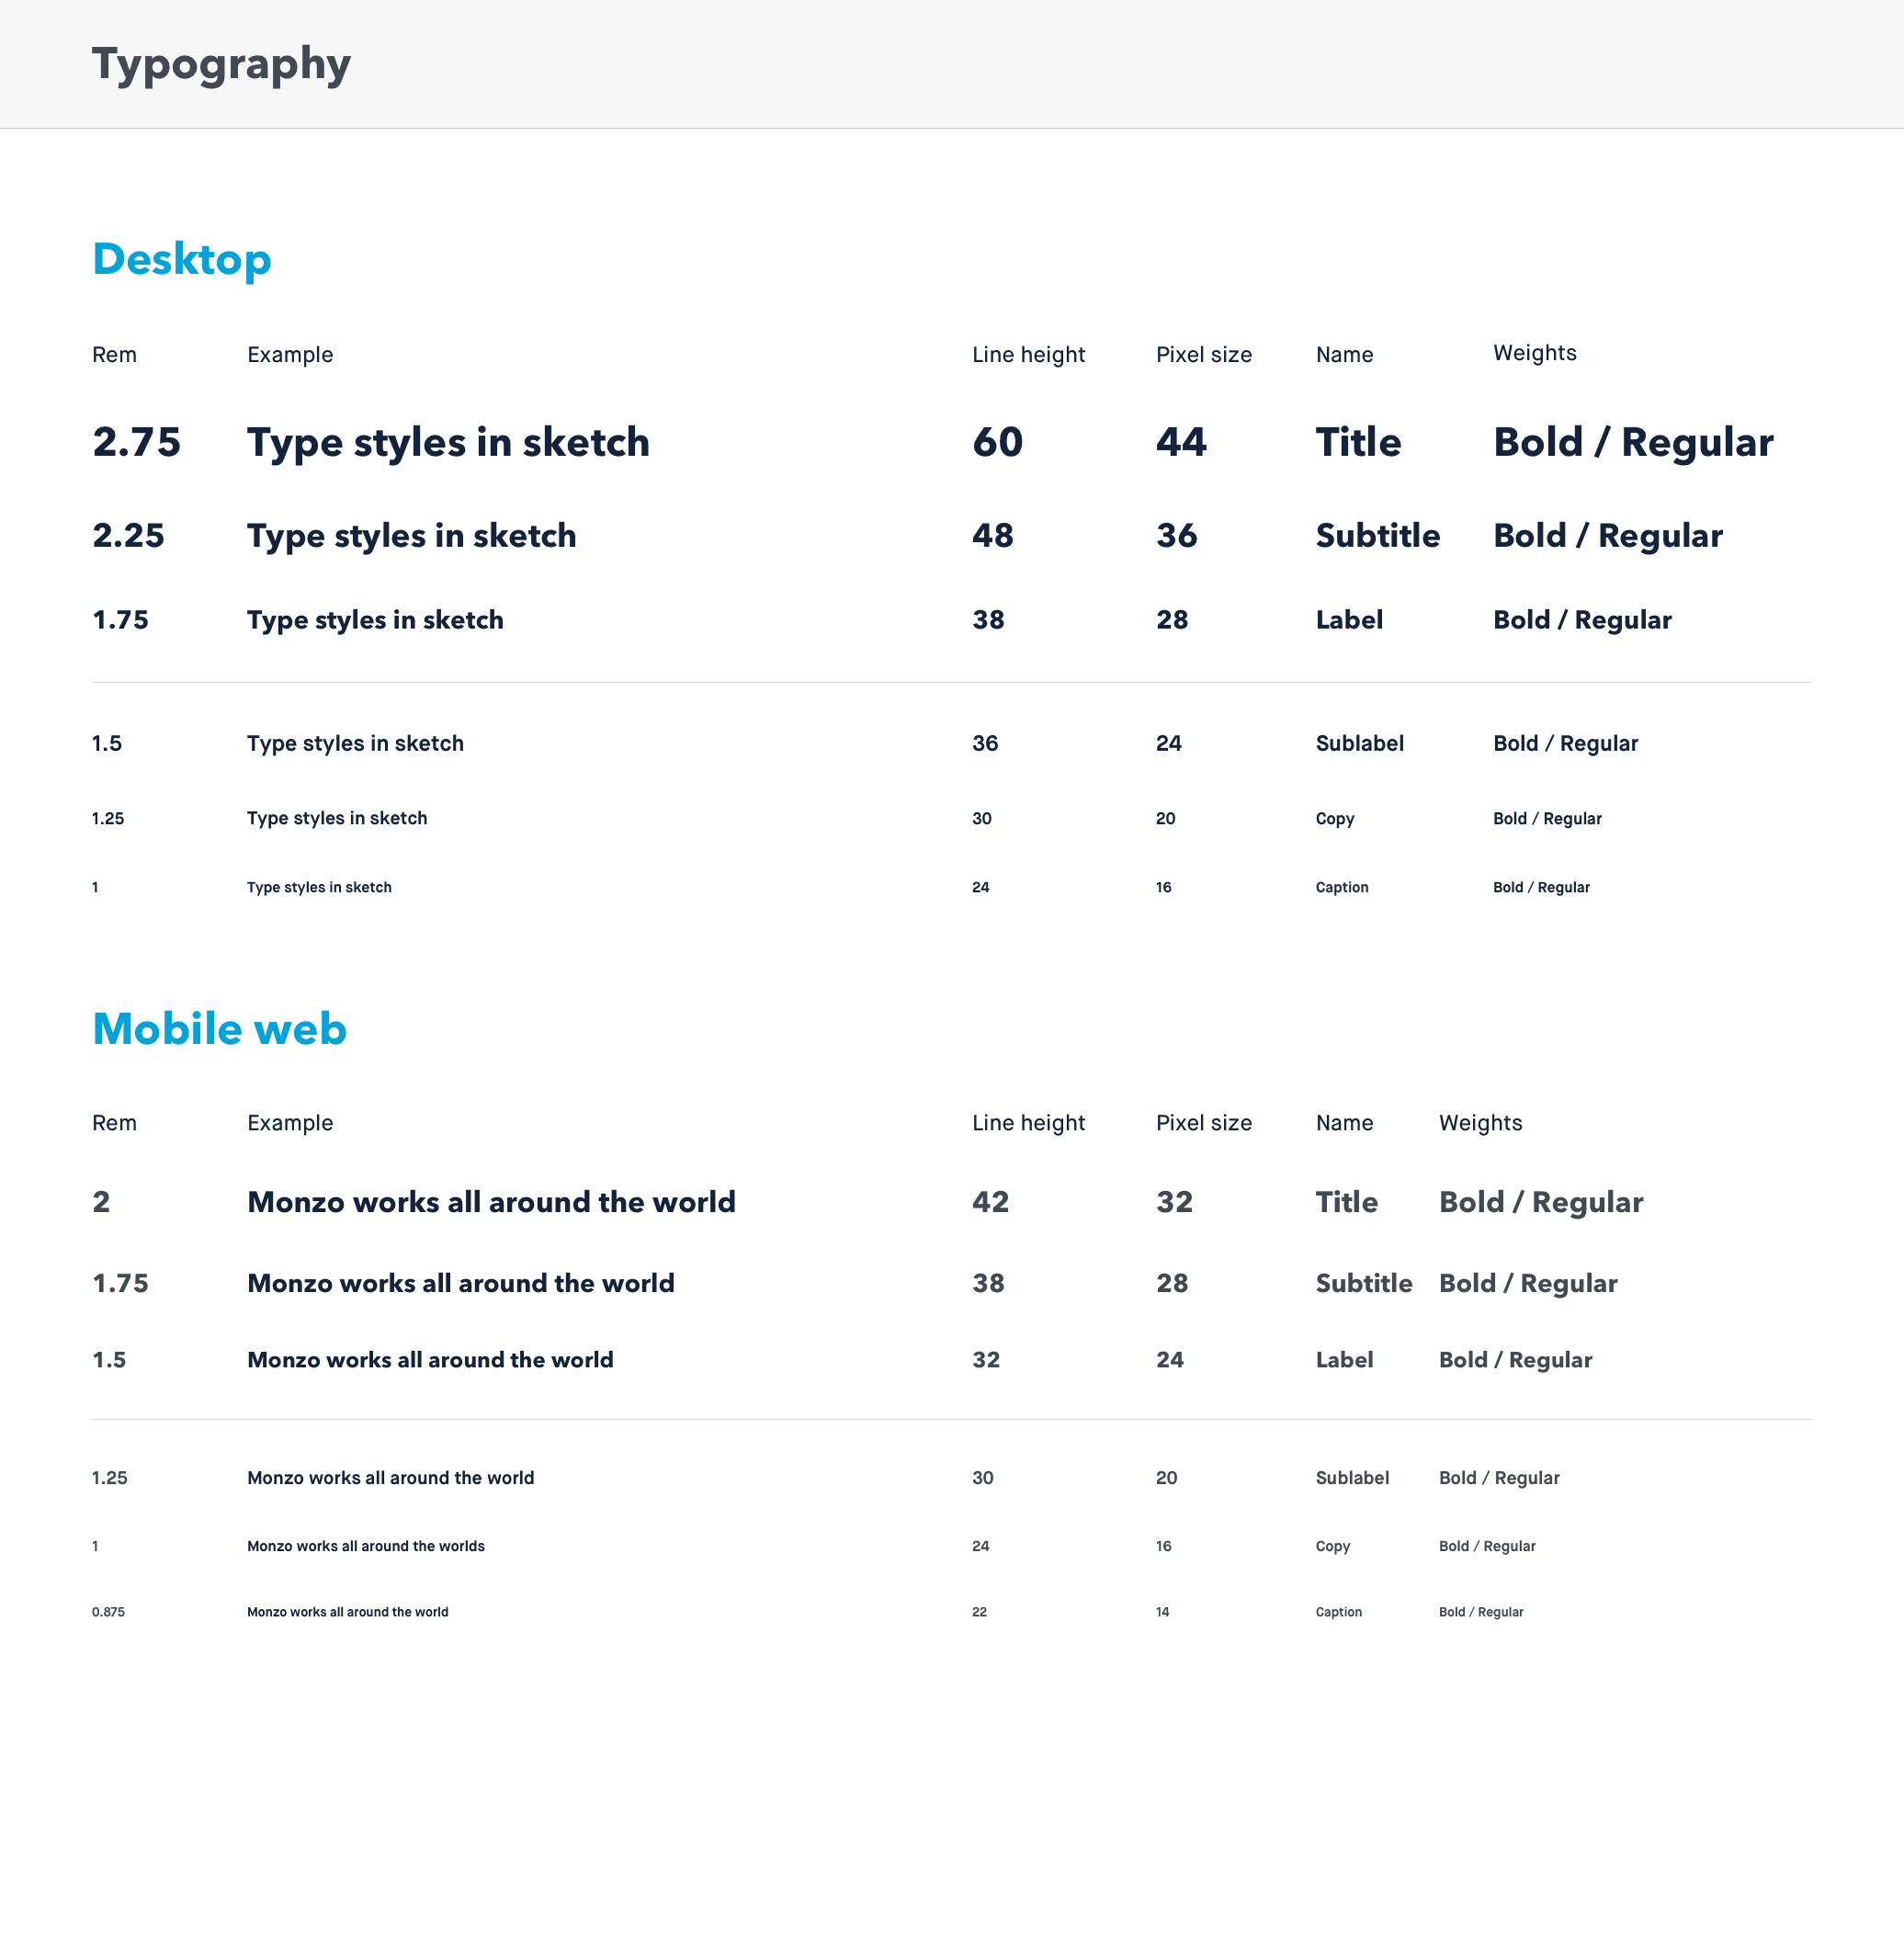 Typography
Desktop
Rem Example Line height Pixel size Name Weights
2.75 Type styles in sketch 60 44 Title Bold / Regular
2.25 Type styles in sketch 48 36 Subtitle Bold / Regular
1.75 Type styles in sketch 38 28 Label Bold / Regular
1.5 Type styles in sketch 36 24 Sublabel Bold / Regular
1.25 Type styles in sketch 30 20 Copy Bold / Regular
1 Type styles in sketch 24 16 Caption Bold / Regular
Mobile web
Rem Example Line height Pixel size Name Weights
2 Monzo works all around the world 42 32 Title Bold / Regular
1.75 Monzo works all around the world 38 28 Subtitle Bold / Regular
1.5 Monzo works all around the world 32 24 Label Bold / Regular
1.25 Monzo works all around the world 30 20 Sublabel Bold / Regular
1 Monzo works all around the worlds 24 16 Copy Bold / Regular
0.875 Monzo works all around the world 22 14 Caption Bold / Regular